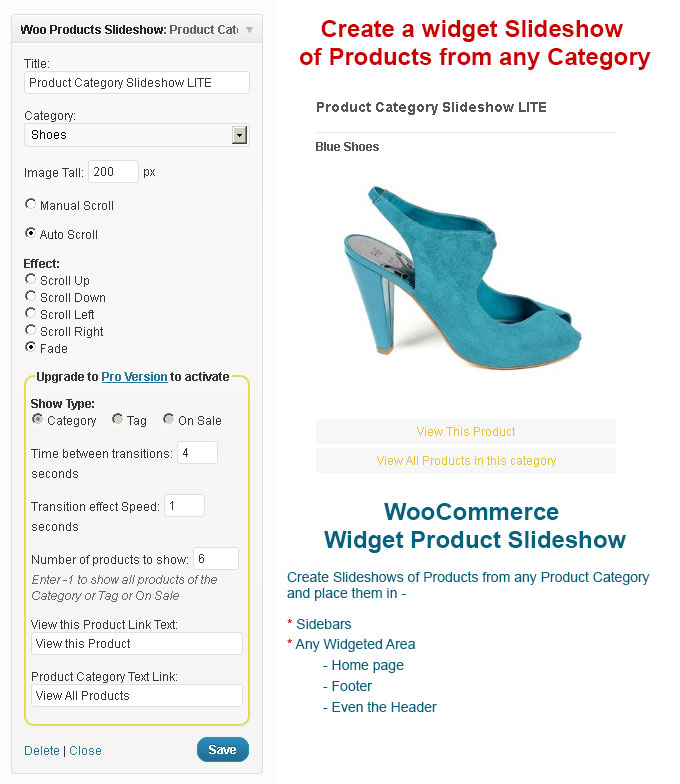 Woo Products Slideshow: Product Cat
Title:
Product Category Slideshow LITE
Category:
Shoes
Image Tall: 200 px
Manual Scroll
Auto Scroll
Effect:
Scroll Up
Scroll Down
Scroll Left
Scroll Right
Fade
Upgrade to Pro Version to activate
Show Type:
Category Tag On Sale
Time between transitions: 4
seconds
Transition effect Speed: 1
seconds
Number of products to show: 6
Enter -1 to show all products of the
Category or Tag or On Sale
View this Product Link Text:
View this Product
Product Category Text Link:
View All Products
Delete | Close Save
Create a widget Slideshow
of Products from any Category
Product Category Slideshow LITE
Blue Shoes
View This Product
View All Products in this category
WooCommerce
Widget Product Slideshow
Create Slideshows of Products from any Product Category
and place them in -
* Sidebars
* Any Widgeted Area
- Home page
- Footer
- Even the Header